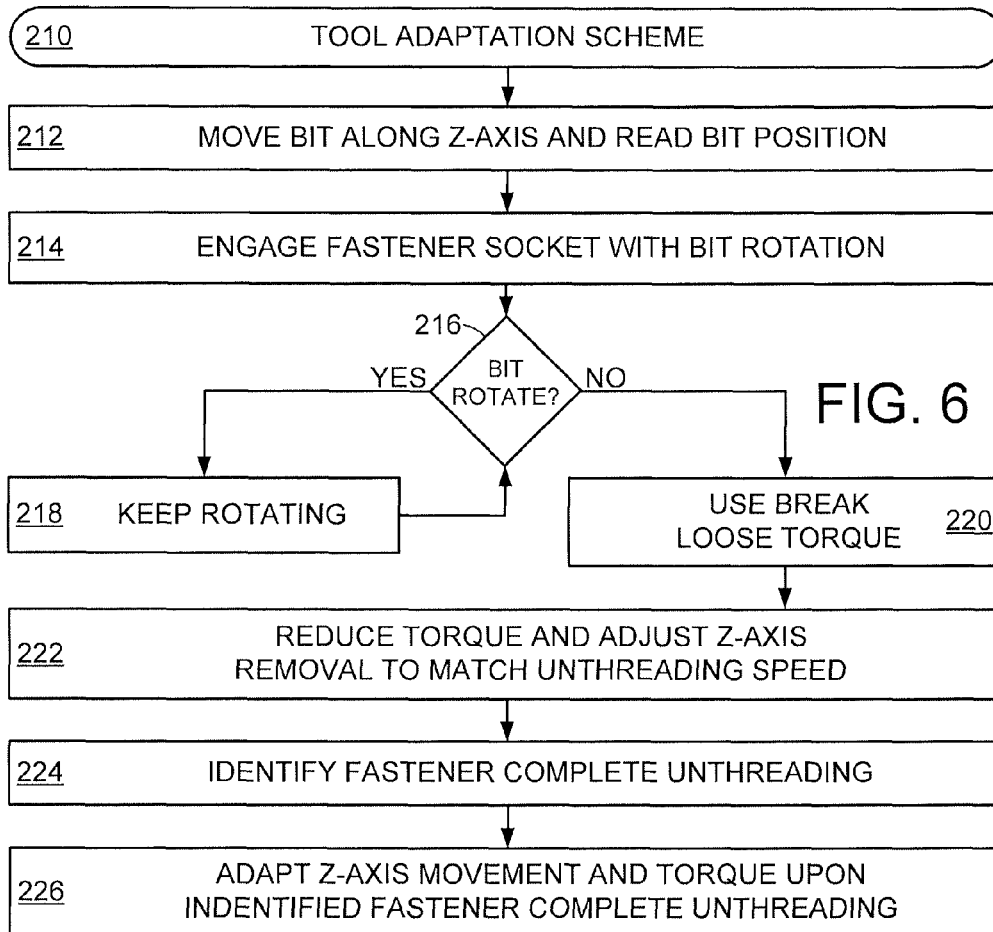 210 TOOL ADAPTATION SCHEME
212 MOVE BIT ALONG Z-AXIS AND READ BIT POSITION
214 ENGAGE FASTENER SOCKET WITH BIT ROTATION
216
BIT
ROTATE?
YES
NO
FIG. 6
218 KEEP ROTATING
USE BREAK
LOOSE TORQUE
220
222
REDUCE TORQUE AND ADJUST Z-AXIS
REMOVAL TO MATCH UNTHREADING SPEED
224 IDENTIFY FASTENER COMPLETE UNTHREADING
226
ADAPT Z-AXIS MOVEMENT AND TORQUE UPON
INDENTIFIED FASTENER COMPLETE UNTHREADING